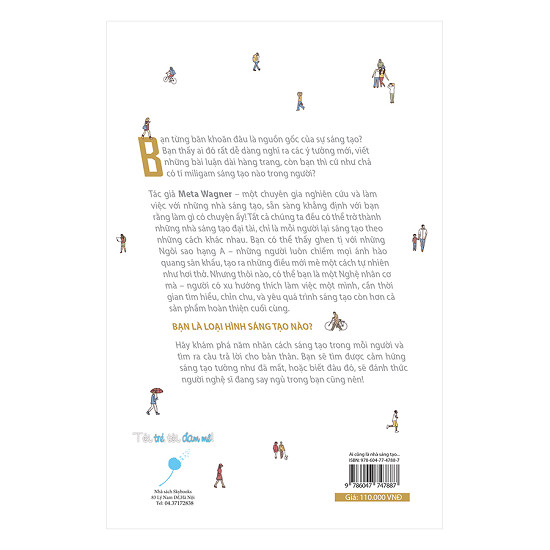 Bạn từng băn khoăn đâu là nguồn gốc của sự sáng tạo?
Bạn thấy ai đó rất dễ dàng nghĩ ra các ý tưởng mới, viết
những bài luận dài hàng trang, còn bạn thì cứ như chả
có tí miligam sáng tạo nào trong người?
Tác giả Meta Wagner – một chuyên gia nghiên cứu và làm
việc với những nhà sáng tạo, sẵn sàng khẳng định với bạn
rằng làm gì có chuyện ấy! Tất cả chúng ta đều có thể trở thành
những nhà sáng tạo đại tài, chỉ là mỗi người lại sáng tạo theo
những cách khác nhau. Bạn có thể thấy ghen tị với những
Ngôi sao hạng A – những người luôn chiếm mọi ánh hào
quang sân khấu, tạo ra những điều mới mẻ một cách tự nhiên
như hơi thở. Nhưng thôi nào, có thể bạn là một Nghệ nhân cơ
mà – người có xu hướng thích làm việc một mình, cần thời
gian tìm hiểu, chỉn chu, và yêu quá trình sáng tạo còn hơn cả
sản phẩm hoàn thiện cuối cùng.
BẠN LÀ LOẠI HÌNH SÁNG TẠO NÀO?
Hãy khám phá năm nhân cách sáng tạo trong mỗi người và
tìm ra câu trả lời cho bản thân. Bạn sẽ tìm được cảm hứng
sáng tạo tưởng như đã mất, hoặc biết đâu đó, sẽ đánh thức
người nghệ sĩ đang say ngủ trong bạn cũng nên!
Tôi trẻ tôi đam mê!
Nhà sách Skybooks
83 Lý Nam Đế, Hà Nội
Tel: 04.37172838
Ai cũng là nhà sáng tạo...
ISBN: 978-604-77-4788-7
9 786047 747887
Giá: 110.000 VNĐ